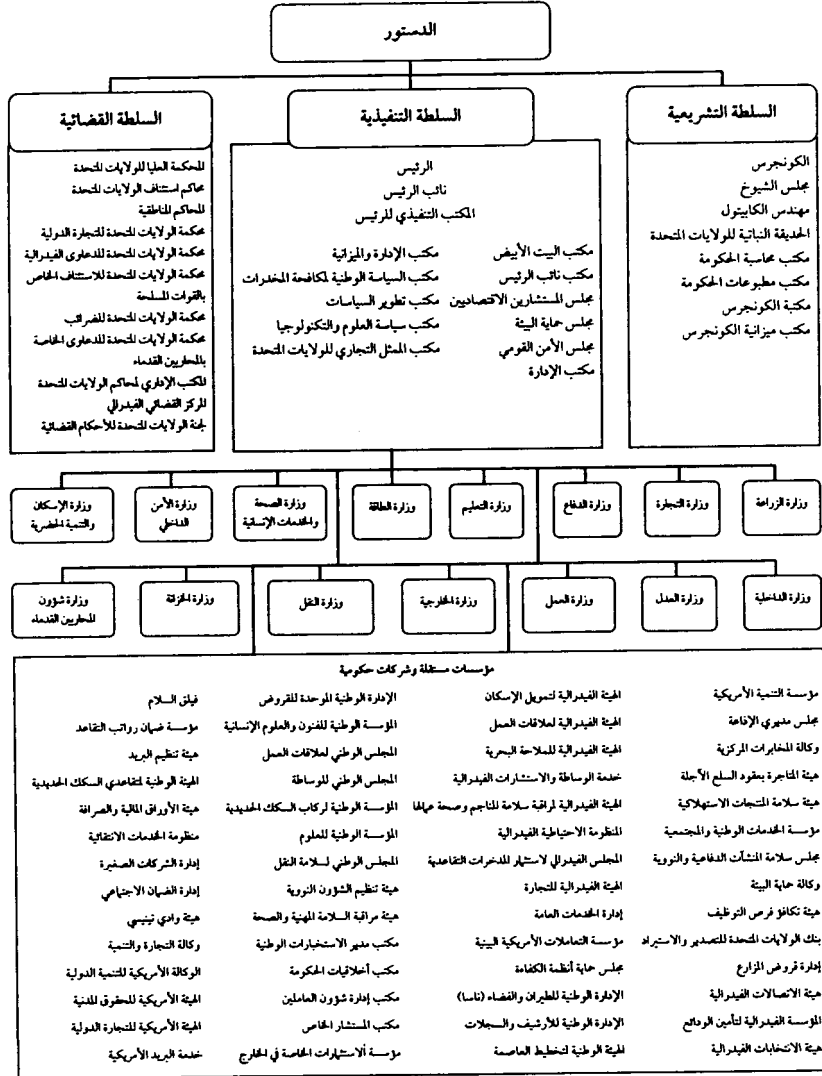 الدستور
السلطة التشريعية
الكونجرس
مجلس الشيوخ
مهندس الكابيتول
الحديقة النباتية للولايات المتحدة
مكتب محاسبة الحكومة
مكتب مطبوعات الحكومة
مكتبة الكونجرس
مكتب ميزانية الكونجرس
السلطة التنفيذية
الرئيس
نائب الرئيس
المكتب التنفيذي للرئيس
مكتب البيت الأبيض
مكتب نائب الرئيس
مجلس المستشارين الاقتصاديين
مجلس حماية البيئة
مجلس الأمن القومي
مكتب الإدارة
مكتب الإدارة والميزانية
مكتب السياسة الوطنية لمكافحة المخدرات
مكتب تطوير السياسات
مكتب سياسة العلوم والتكنولوجيا
مكتب الممثل التجاري للولايات المتحدة
السلطة القضائية
المحكمة العليا للولايات المتحدة
محاكم استئناف الولايات المتحدة
المحاكم المناطقية
محكمة الولايات المتحدة للتجارة الدولية
محكمة الولايات المتحدة للدعاوى الفيدرالية
محكمة الولايات المتحدة للاستئناف الخاص
بالقوات المسلحة
محكمة الولايات المتحدة للضرائب
محكمة الولايات المتحدة للدعاوى الخاصة
بالمحاربين القدماء
المكتب الإداري لمحاكم الولايات المتحدة
المركز القضائي الفيدرالي
لجنة الولايات المتحدة للأحكام القضائية
وزارة الزراعة
وزارة التجارة
وزارة الدفاع
وزارة التعليم
وزارة الطاقة
وزارة الصحة
والخدمات الإنسانية
وزارة الأمن
الداخلي
وزارة الإسكان
والتنمية الحضرية
وزارة الداخلية
وزارة العدل
وزارة العمل
وزارة الخارجية
وزارة النقل
وزارة الخزانة
وزارة شؤون
المحاربين القدماء
مؤسسات مستقلة وشركات حكومية
مؤسسة التنمية الأمريكية
مجلس مديري الإذاعة
وكالة المخابرات المركزية
هيئة المتاجرة بعقود السلع الآجلة
هيئة سلامة المنتجات الاستهلاكية
مؤسسة الخدمات الوطنية والمجتمعية
مجلس سلامة المنشآت الدفاعية والنووية
وكالة حماية البيئة
هيئة تكافؤ فرص التوظيف
بنك الولايات المتحدة للتصدير والاستيراد
إدارة قروض المزارع
هيئة الاتصالات الفيدرالية
المؤسسة الفيدرالية لتأمين الودائع
هيئة الانتخابات الفيدرالية
الهيئة الفيدرالية لتمويل الإسكان
الهيئة الفيدرالية لعلاقات العمل
الهيئة الفيدرالية للملاحة البحرية
خدمة الوساطة والاستشارات الفيدرالية
الهيئة الفيدرالية لمراقبة سلامة المناجم وصحة عمالها
المنظومة الاحتياطية الفيدرالية
المجلس الفيدرالي لاستثمار المدخرات التقاعدية
الهيئة الفيدرالية للتجارة
إدارة الخدمات العامة
مؤسسة التعاملات الأمريكية البينية
مجلس حماية أنظمة الكفاءة
الإدارة الوطنية للطيران والفضاء (ناسا)
الإدارة الوطنية للأرشيف والسجلات
الهيئة الوطنية لتخطيط العاصمة
الإدارة الوطنية الموحدة للقروض
المؤسسة الوطنية للفنون والعلوم الإنسانية
المجلس الوطني لعلاقات العمل
المجلس الوطني للوساطة
المؤسسة الوطنية لركاب السكك الحديدية
المؤسسة الوطنية للعلوم
المجلس الوطني لسلامة النقل
هيئة تنظيم الشؤون النووية
هيئة مراقبة السلامة المهنية والصحة
مكتب مدير الاستخبارات الوطنية
مكتب أخلاقيات الحكومة
مكتب إدارة شؤون العاملين
مكتب المستشار الخاص
مؤسسة ألاستثمارات الخاصة في الخارج
فيلق السلام
مؤسسة ضمان رواتب التقاعد
هيئة تنظيم البريد
الهيئة الوطنية لمتقاعدي السكك الحديدية
هيئة الأوراق المالية والصرافة
منظومة الخدمات الانتقائية
إدارة الشركات الصغيرة
إدارة الضمان الاجتماعي
هيئة وادي تينيسي
وكالة التجارة والتنمية
الوكالة الأمريكية للتنمية الدولية
الهيئة الأمريكية للحقوق المدنية
الهيئة الأمريكية للتجارة الدولية
خدمة البريد الأمريكية